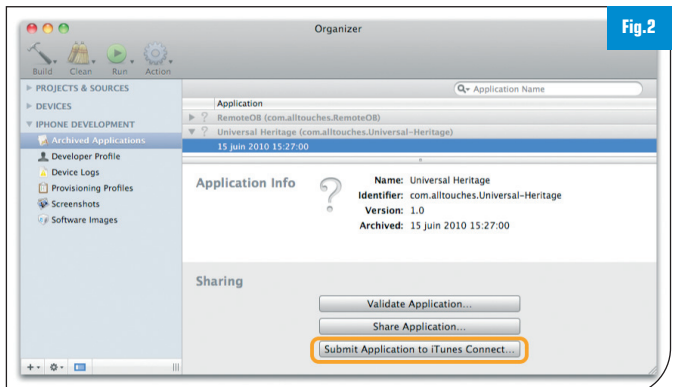 Fig.2
Organizer
Build Clean Run Action
PROJECTS & SOURCES
DEVICES
IPHONE DEVELOPMENT
Archived Applications
Developer Profile
Device Logs
Provisioning Profiles
Screenshots
Software Images
Application Name
Application
RemoteOB (com.alltouches.RemoteOB)
Universal Heritage (com.alltouches.Universal-Heritage)
15 juin 2010 15:27:00
Application Info
?
Name: Universal Heritage
Identifier: com.alltouches.Universal-Heritage
Version: 1.0
Archived: 15 juin 2010 15:27:00
Sharing
Validate Application...
Share Application...
Submit Application to iTunes Connect...